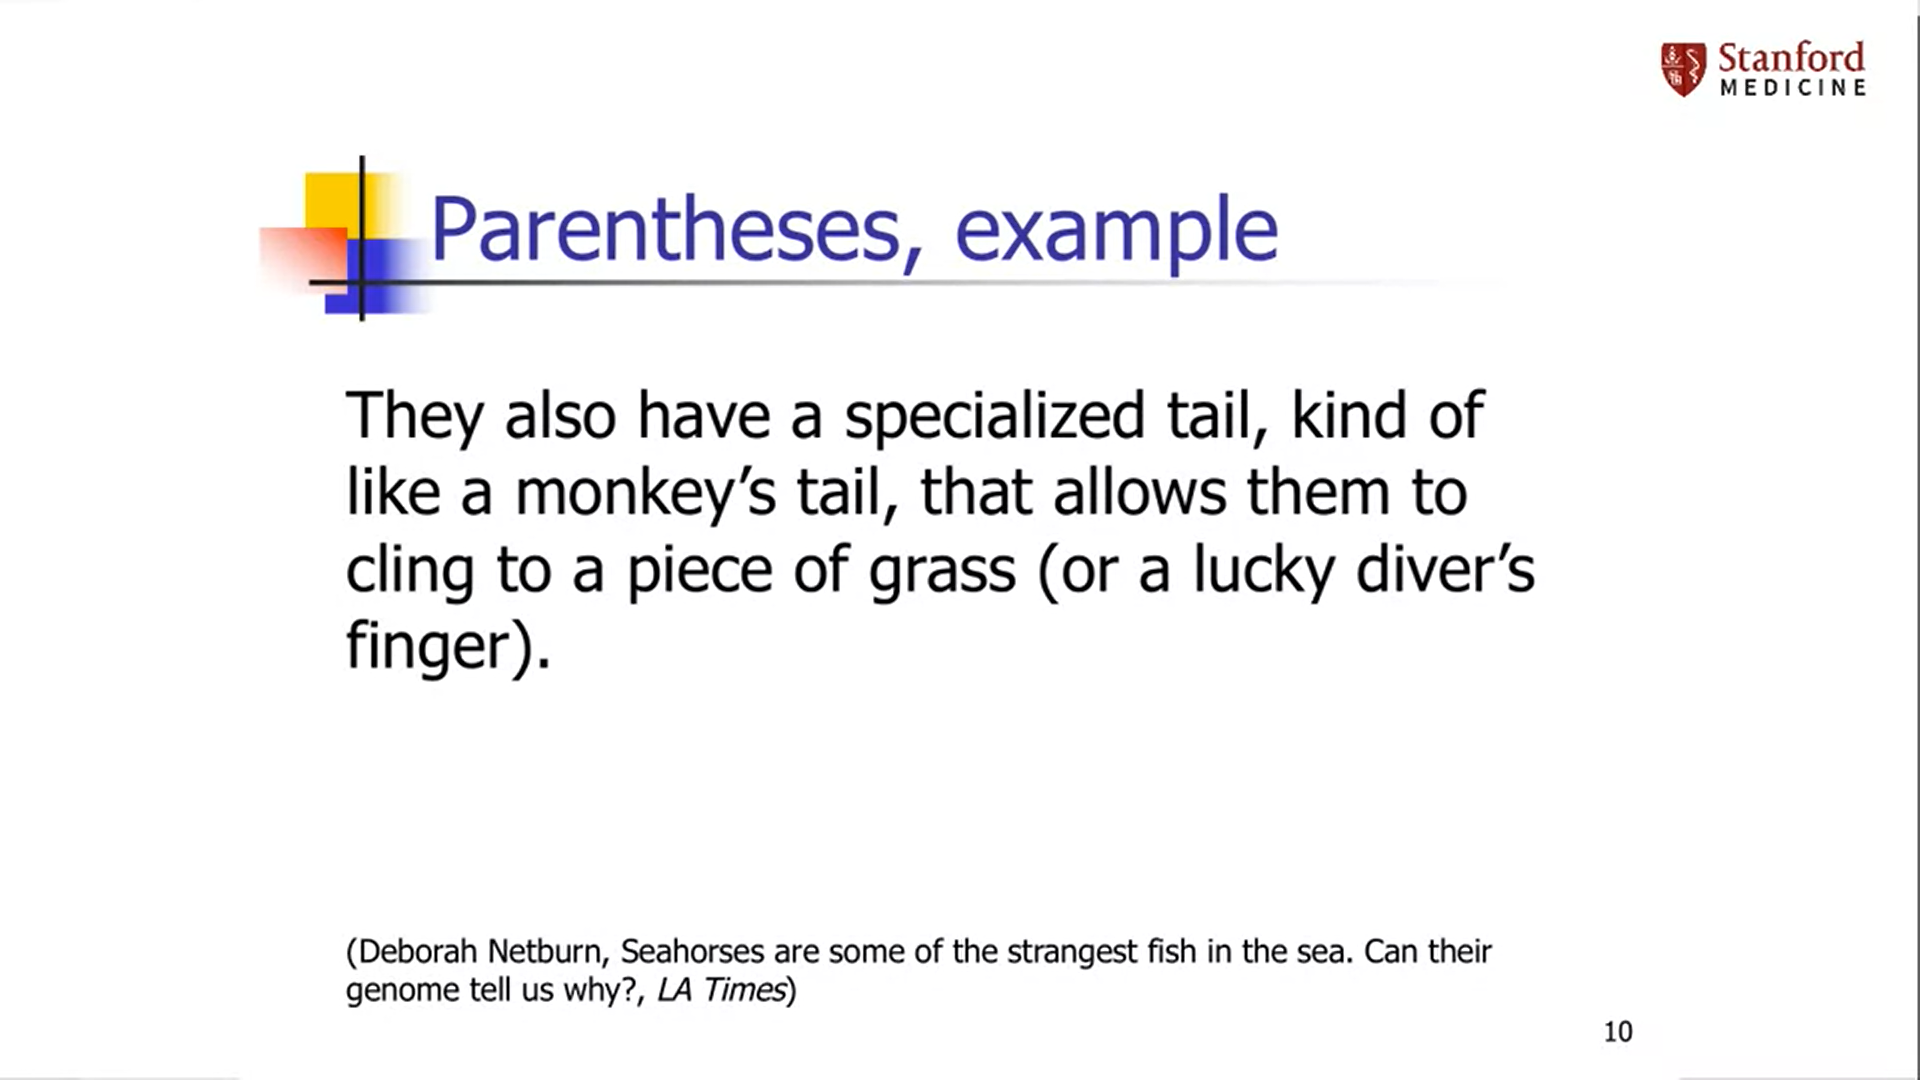 Stanford
MEDICINE
Parentheses, example
They also have a specialized tail, kind of
like a monkey’s tail, that allows them to
cling to a piece of grass (or a lucky diver’s
finger).
(Deborah Netburn, Seahorses are some of the strangest fish in the sea. Can their
genome tell us why?, LA Times)
10